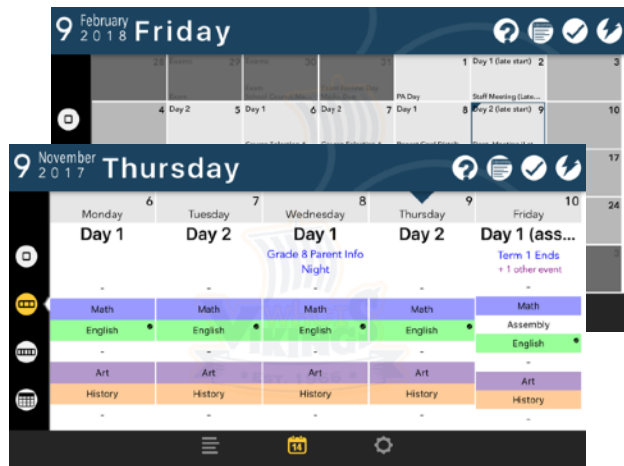 9 February 2018 Friday
28 29 30 31 1 Day 1 (late start) 2 3
PA Day Staff Meeting (Late...
4 Day 2 5 Day 1 6 Day 2 7 Day 1 8 Day 2 (late start) 9 10
17
24
3
9 November 2017 Thursday
6 7 8 9 10
Monday Tuesday Wednesday Thursday Friday
Day 1 Day 2 Day 1 Day 2 Day 1 (ass...
Grade 8 Parent Info Night Term 1 Ends
+ 1 other event
- - - - -
Math Math Math Math Math
Assembly
English English English English English
- - - - -
Art Art Art Art Art
History History History History History
- - - - -
14